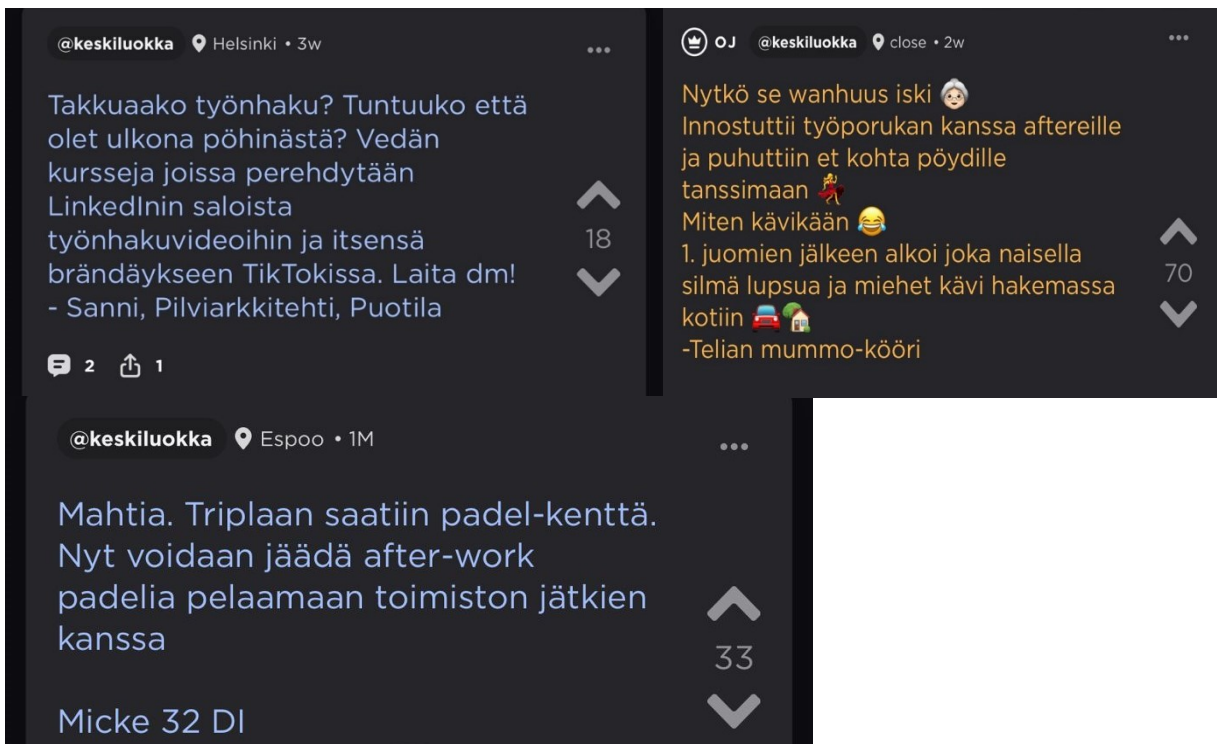 @keskiluokka Helsinki • 3w
Takkuaako työnhaku? Tuntuuko että
olet ulkona pöhinästä? Vedän
kursseja joissa perehdytään
LinkedInin saloista
työnhakuvideoihin ja itsensä
brändäykseen TikTokissa. Laita dm!
- Sanni, Pilviarkkitehti, Puotila
18
2 1
OJ @keskiluokka close • 2w
Nytkö se wanhuus iski 👵🏻
Innostuttii työporukan kanssa aftereille
ja puhuttiin et kohta pöydille
tanssimaan 💃
Miten kävikään 😂
1. juomien jälkeen alkoi joka naisella
silmä lupsua ja miehet kävi hakemassa
kotiin 🚘🏡
-Telian mummo-kööri
70
@keskiluokka Espoo • 1M
Mahtia. Triplaan saatiin padel-kenttä.
Nyt voidaan jäädä after-work
padelia pelaamaan toimiston jätkien
kanssa
Micke 32 DI
33